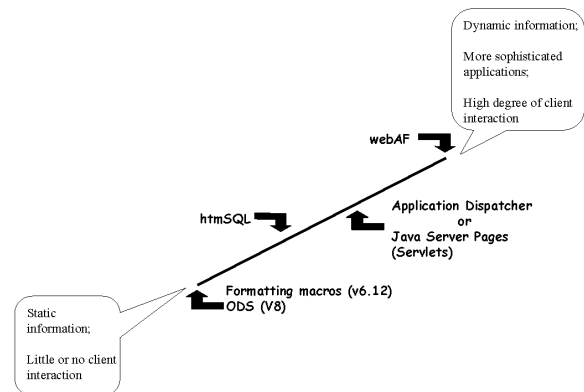 Dynamic information;
More sophisticated
applications;
High degree of client
interaction
webAF
htmSQL
Application Dispatcher
or
Java Server Pages
(Servlets)
Formatting macros (v6.12)
ODS (V8)
Static
information;
Little or no client
interaction